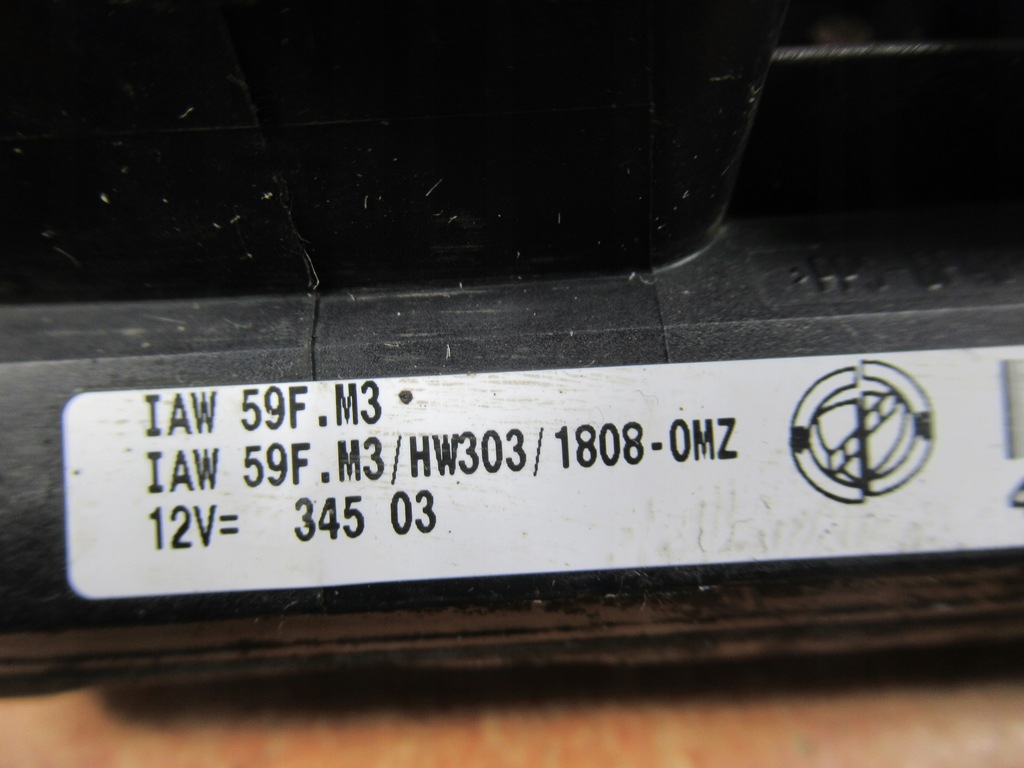 IAW 59F.M3
IAW 59F.M3/HW303/1808-0MZ
12V= 345 03